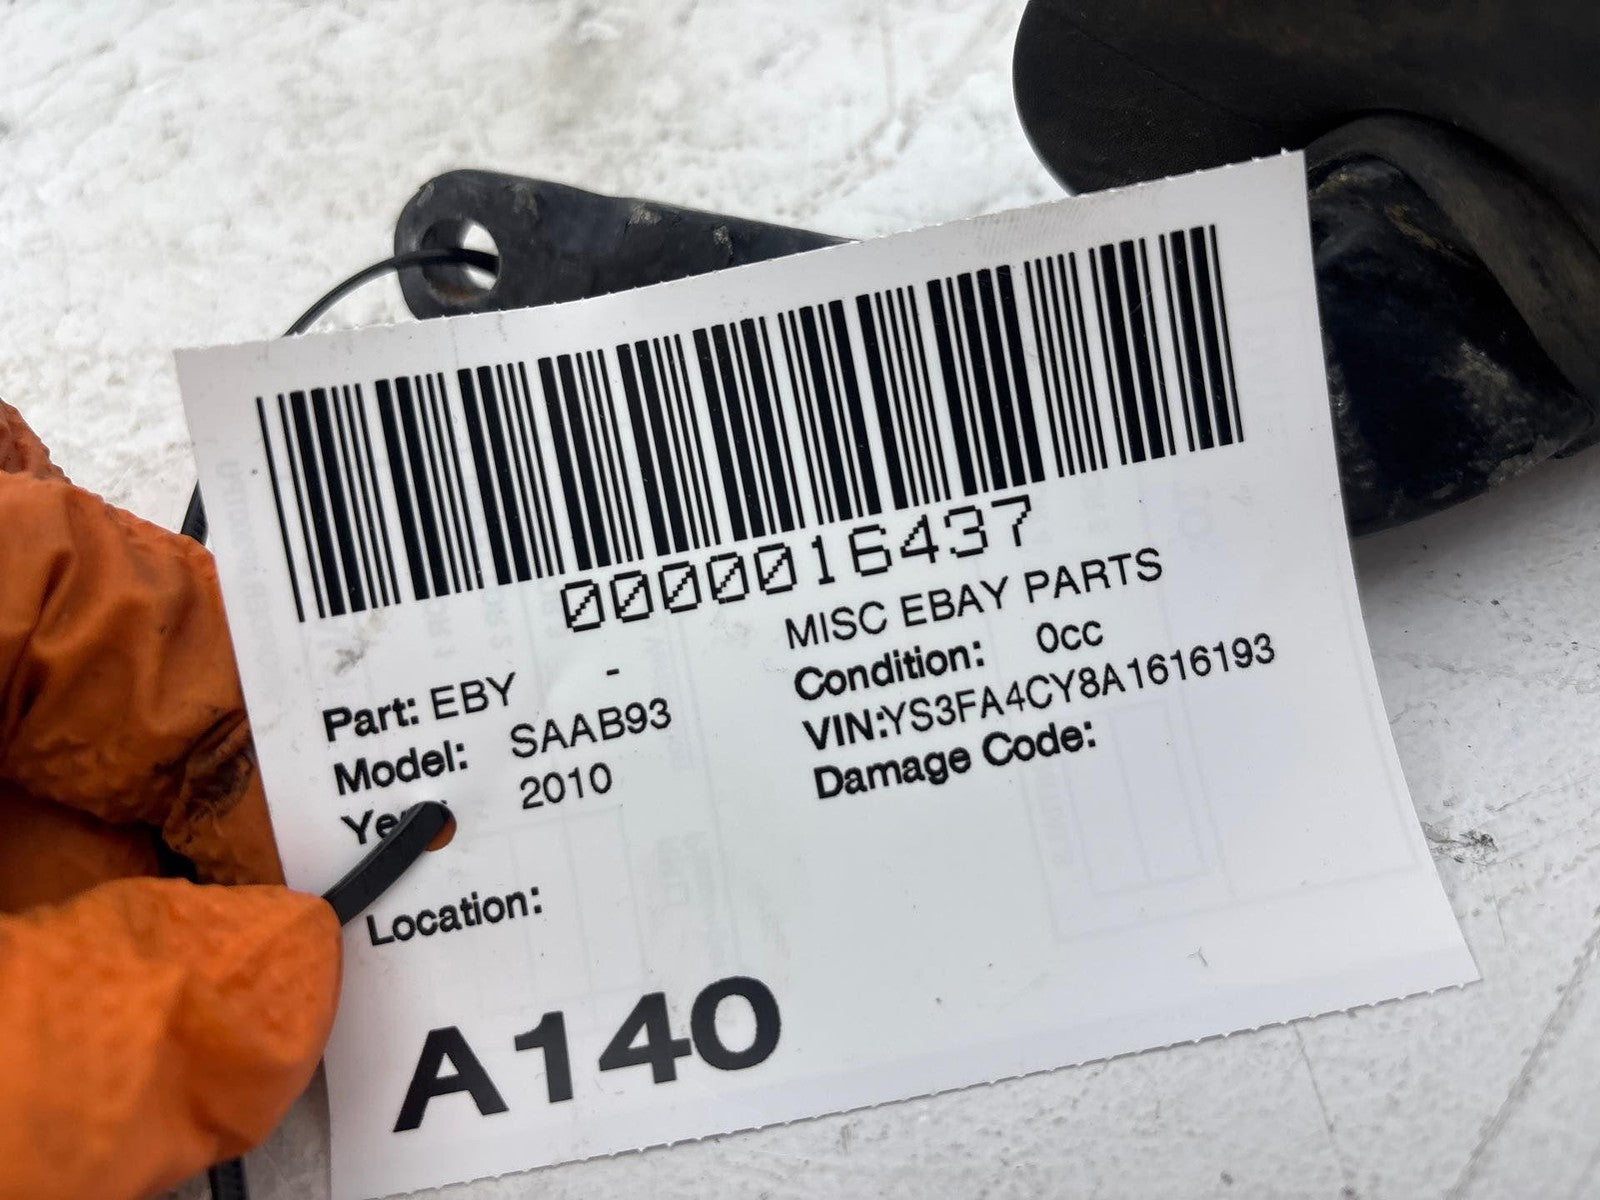 0000016437
MISC EBAY PARTS
Part: EBY -
Condition: 0cc
Model: SAAB93
VIN:YS3FA4CY8A1616193
2010
Damage Code:
Location:
A140